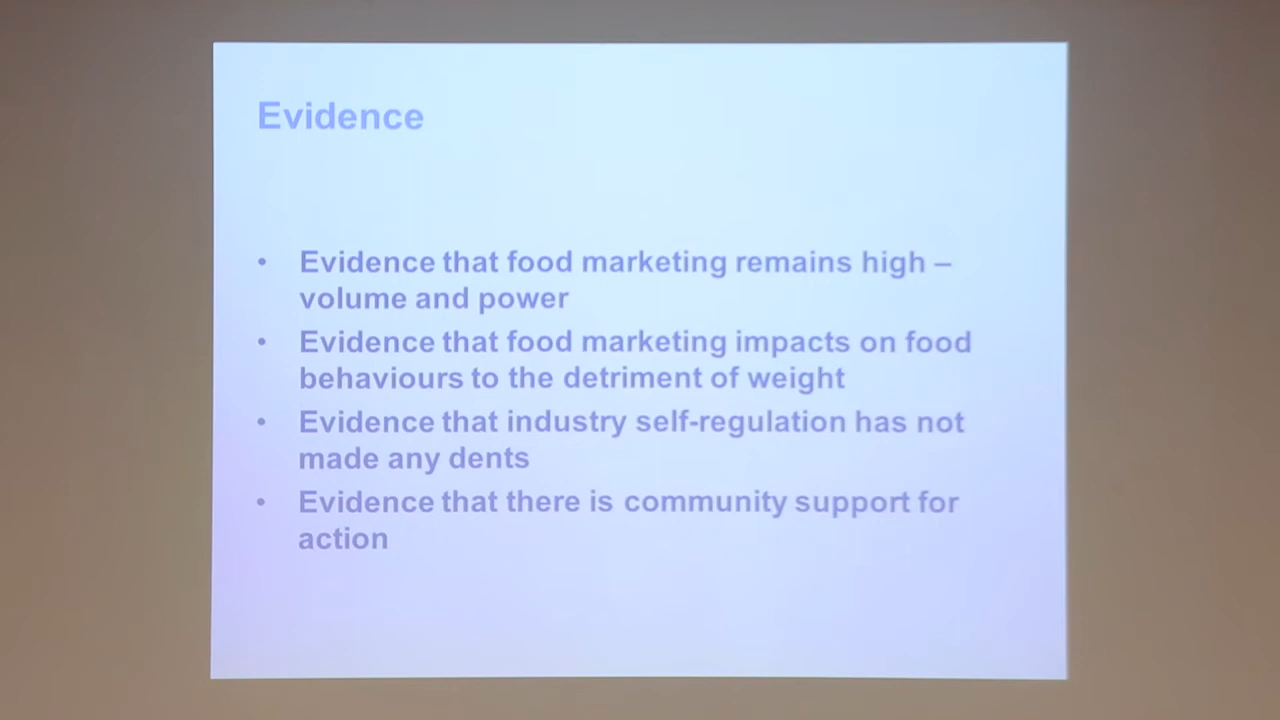 Evidence
• Evidence that food marketing remains high –
volume and power
• Evidence that food marketing impacts on food
behaviours to the detriment of weight
• Evidence that industry self-regulation has not
made any dents
• Evidence that there is community support for
action